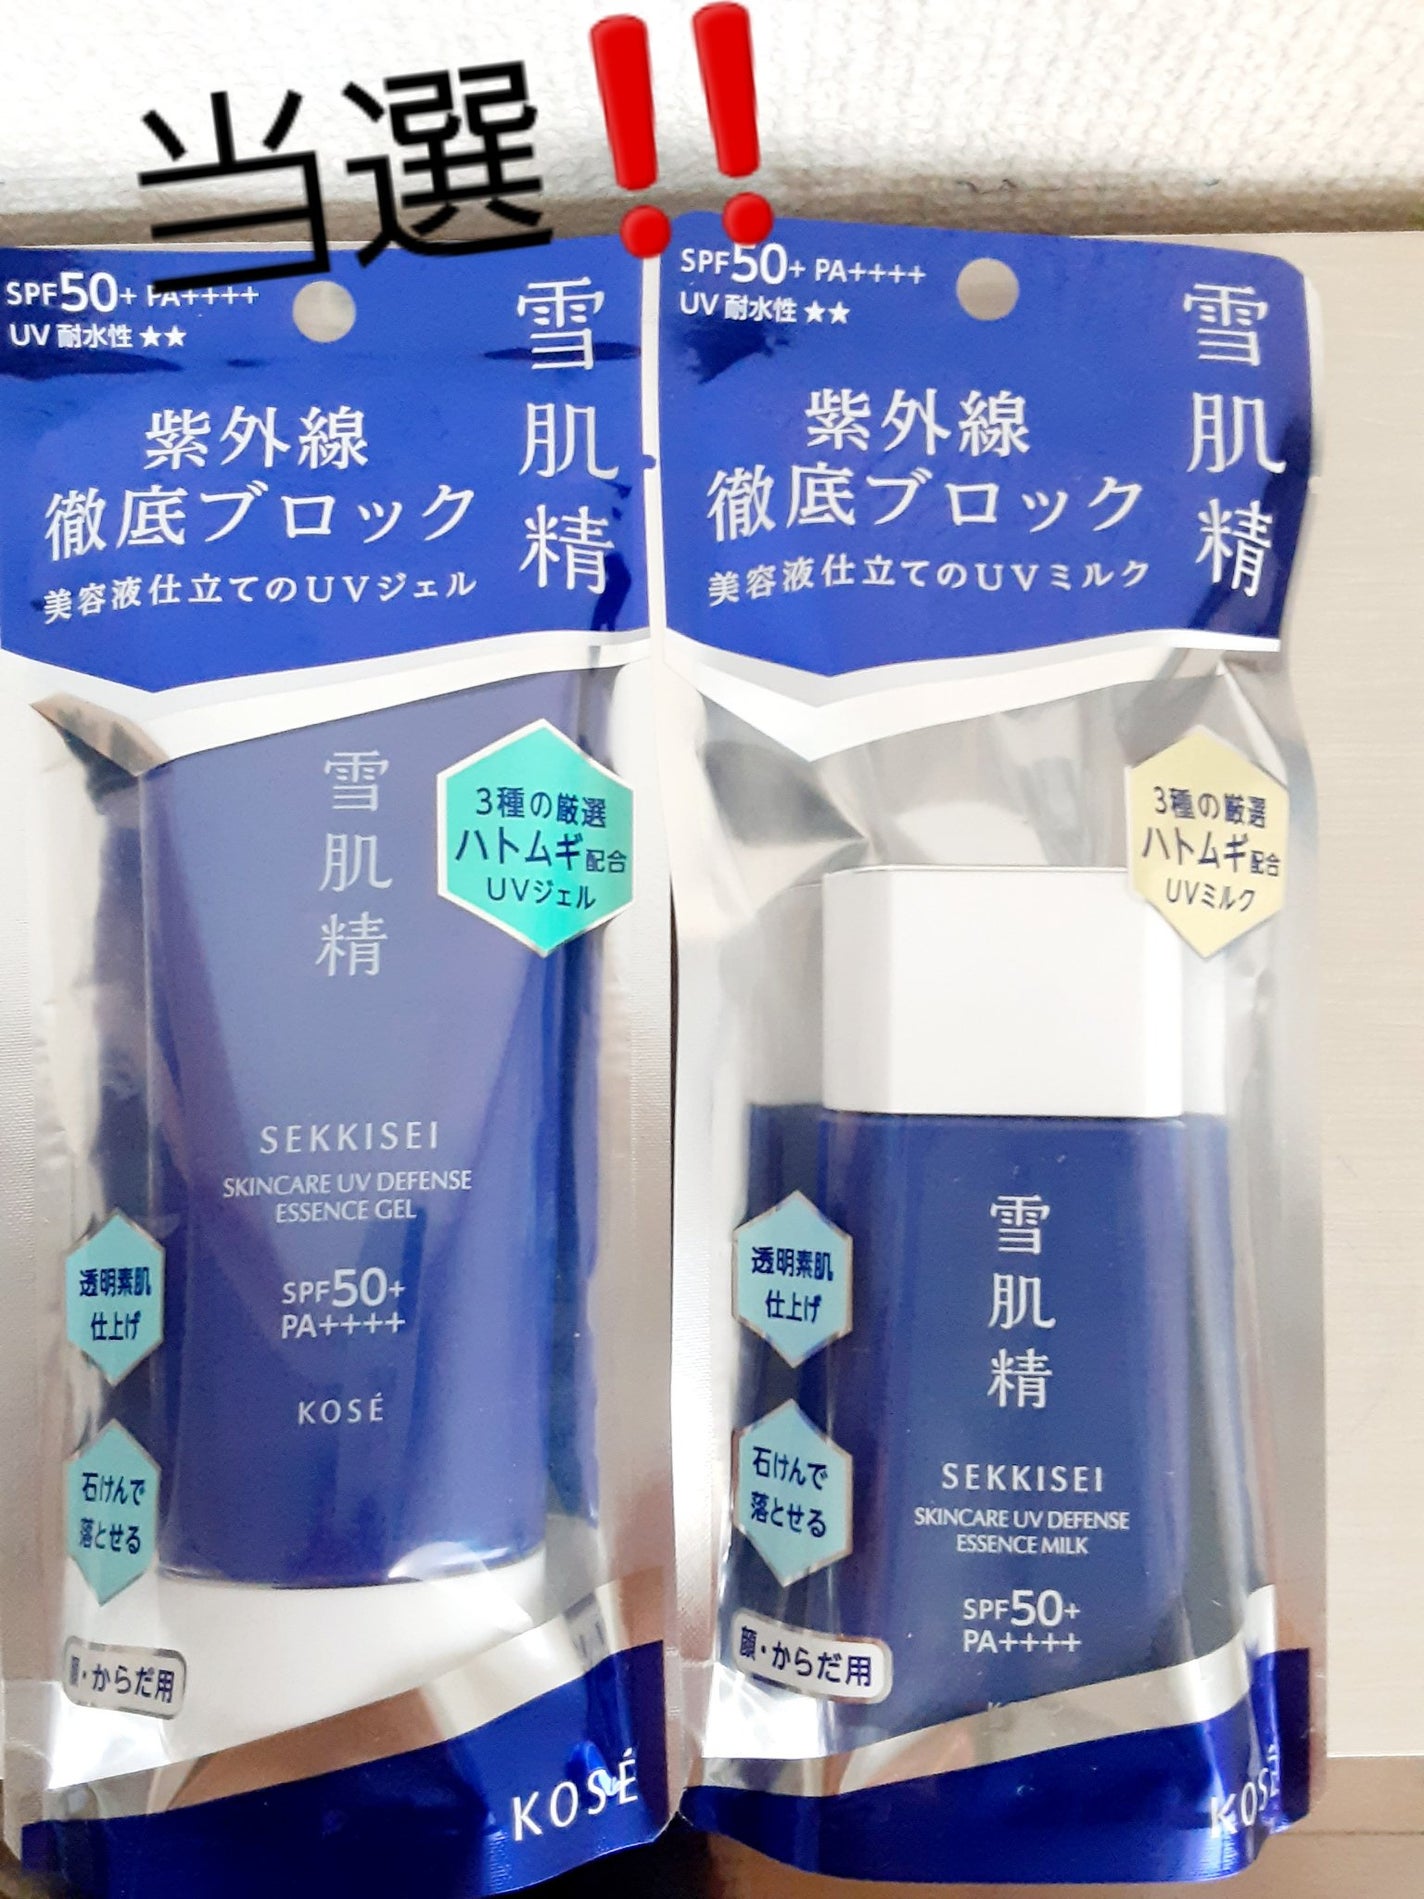 当選‼
SPF50+ PA++++
UV 耐水性★★
雪肌精
紫外線
徹底ブロック
美容液仕立てのUVジェル
雪肌精
3種の厳選
ハトムギ配合
UVジェル
SEKKISEI
SKINCARE UV DEFENSE
ESSENCE GEL
SPF50+
PA++++
KOSÉ
透明素肌
仕上げ
石けんで
落とせる
顔・からだ用
KOSÉ
SPF50+ PA++++
UV 耐水性★★
雪肌精
紫外線
徹底ブロック
美容液仕立てのUVミルク
3種の厳選
ハトムギ配合
UVミルク
透明素肌
仕上げ
雪肌精
石けんで
落とせる
SEKKISEI
SKINCARE UV DEFENSE
ESSENCE MILK
SPF50+
PA++++
顔・からだ用
KOSÉ